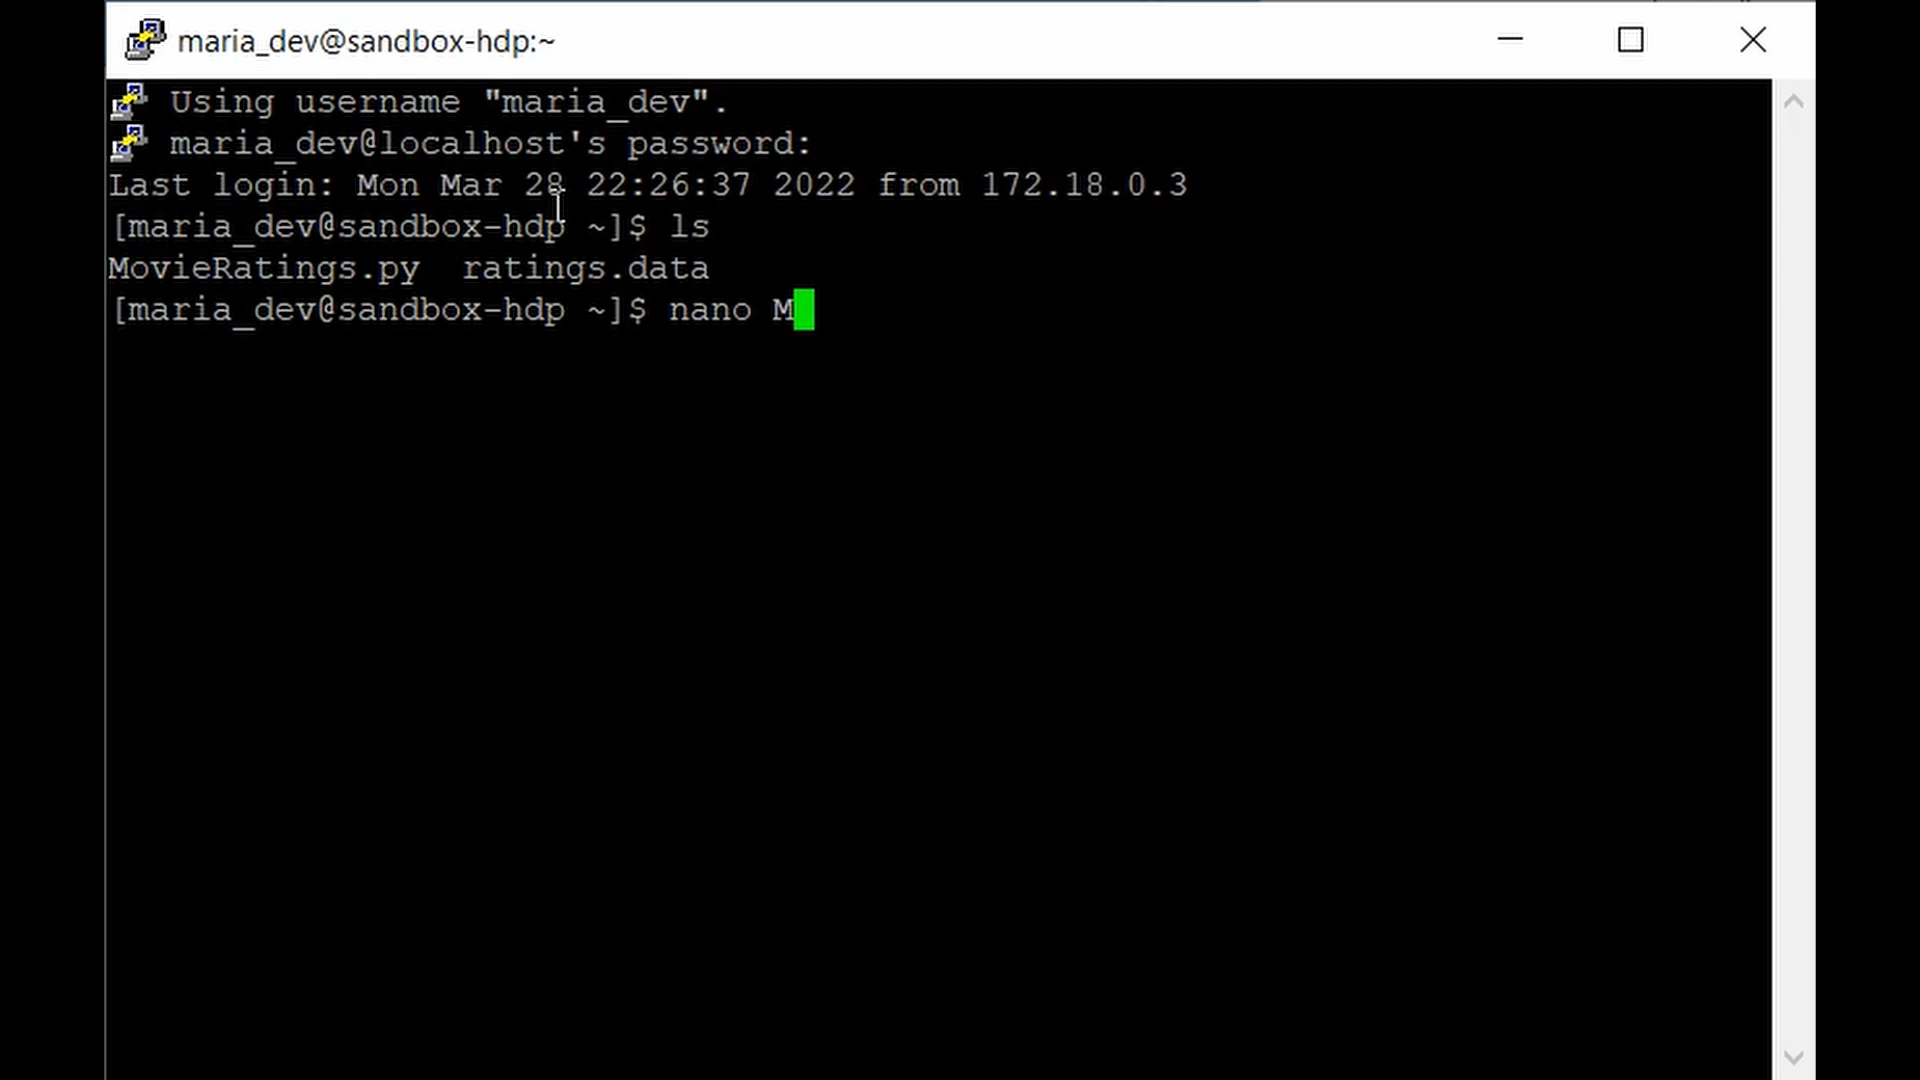 maria_dev@sandbox-hdp:~
Using username "maria_dev".
maria_dev@localhost's password:
Last login: Mon Mar 28 22:26:37 2022 from 172.18.0.3
[maria_dev@sandbox-hdp ~]$ ls
MovieRatings.py  ratings.data
[maria_dev@sandbox-hdp ~]$ nano M